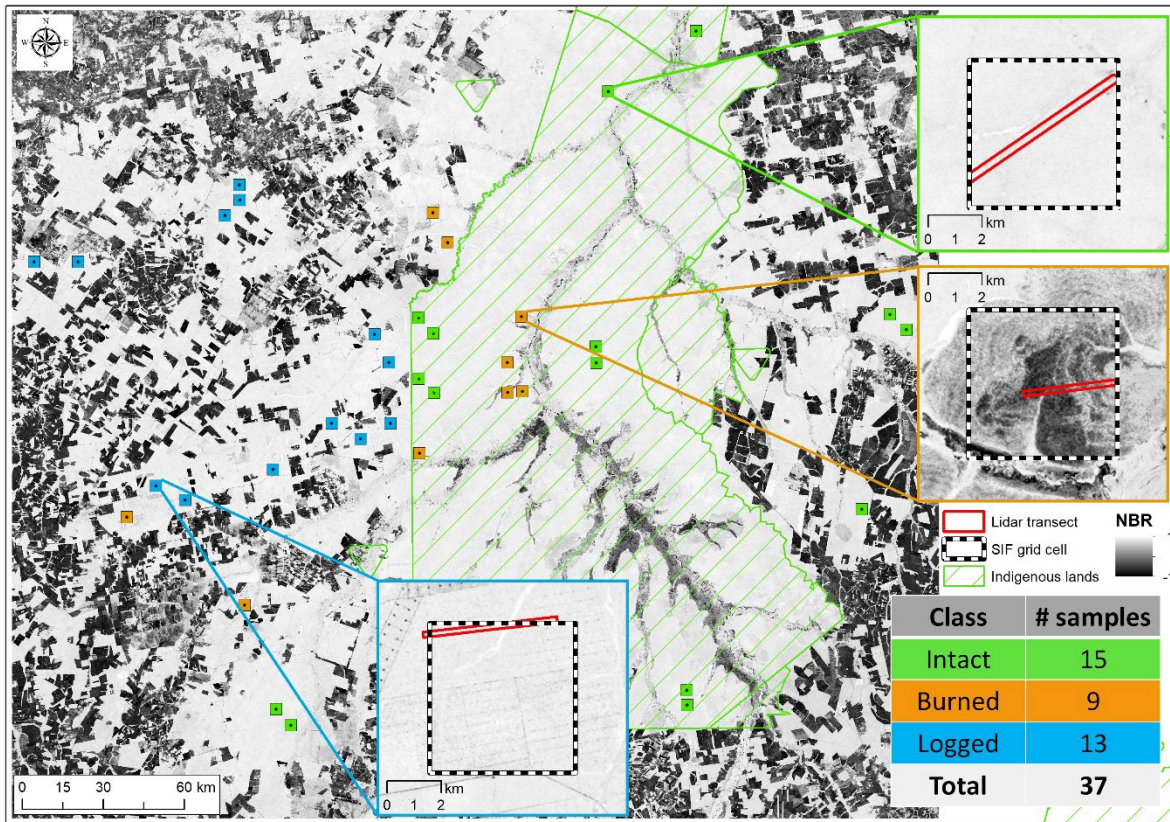 N
W E
S
km
0 1 2
km
0 1 2
Lidar transect
SIF grid cell
Indigenous lands
NBR
Class # samples
Intact 15
Burned 9
Logged 13
Total 37
km
0 1 2
0 15 30 60 km